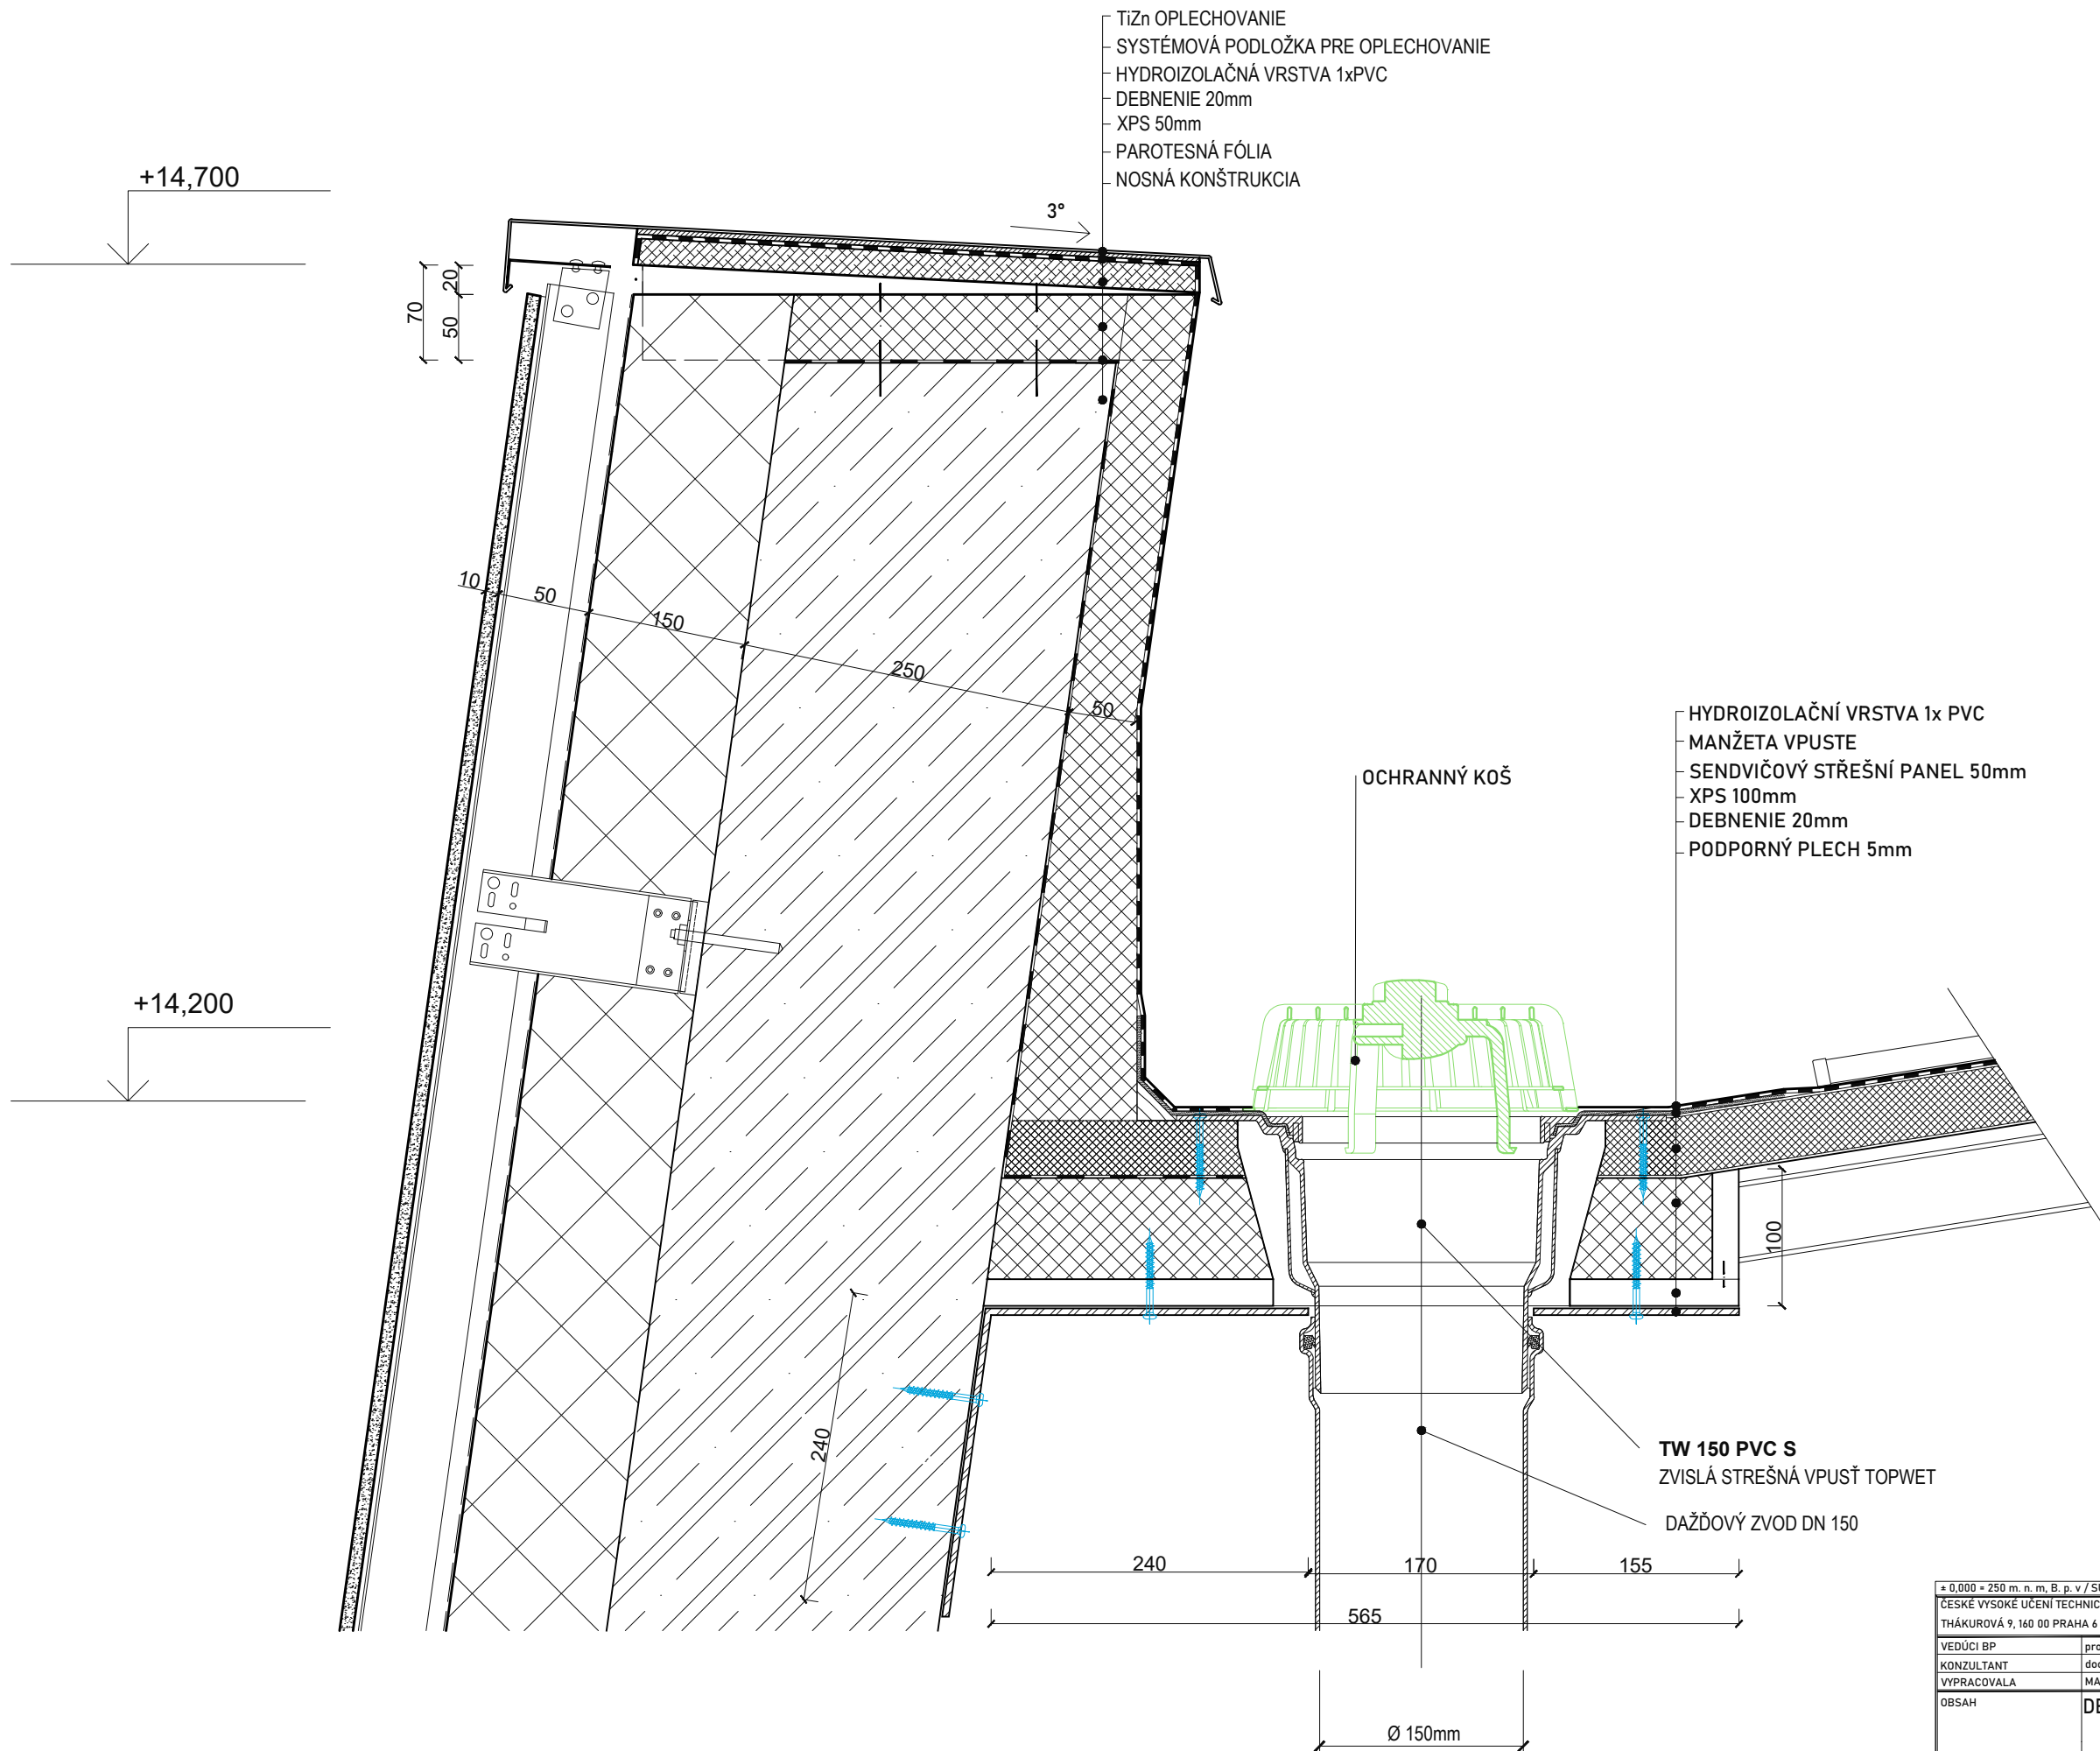 TiZn OPLECHOVANIE
SYSTÉMOVÁ PODLOŽKA PRE OPLECHOVANIE
HYDROIZOLAČNÁ VRSTVA 1xPVC
DEBNENIE 20mm
XPS 50mm
PAROTESNÁ FÓLIA
NOSNÁ KONŠTRUKCIA
+14,700
3°
70
20
50
10
50
150
250
50
HYDROIZOLAČNÍ VRSTVA 1x PVC
MANŽETA VPUSTE
SENDVIČOVÝ STŘEŠNÍ PANEL 50mm
XPS 100mm
DEBNENIE 20mm
PODPORNÝ PLECH 5mm
OCHRANNÝ KOŠ
+14,200
100
240
TW 150 PVC S
ZVISLÁ STREŠNÁ VPUSŤ TOPWET
DAŽĎOVÝ ZVOD DN 150
240
170
155
565
Ø 150mm
± 0,000 = 250 m. n. m, B. p. v /
ČESKÉ VYSOKÉ UČENÍ
THÁKUROVÁ 9, 160 00 PRAHA 6
VEDÚCI BP
KONZULTANT
VYPRACOVALA
OBSAH